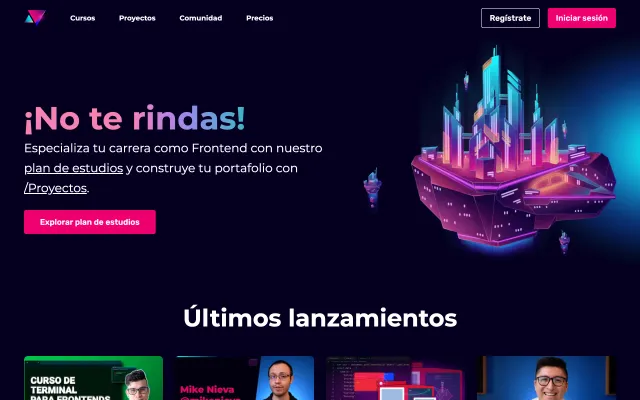 Cursos
Proyectos
Comunidad
Precios
Regístrate
Iniciar sesión
¡No te rindas!
Especializa tu carrera como Frontend con nuestro
plan de estudios y construye tu portafolio con
/Proyectos.
Explorar plan de estudios
Últimos lanzamientos
CURSO DE
TERMINAL
PARA FRONTENDS
Mike Nieva